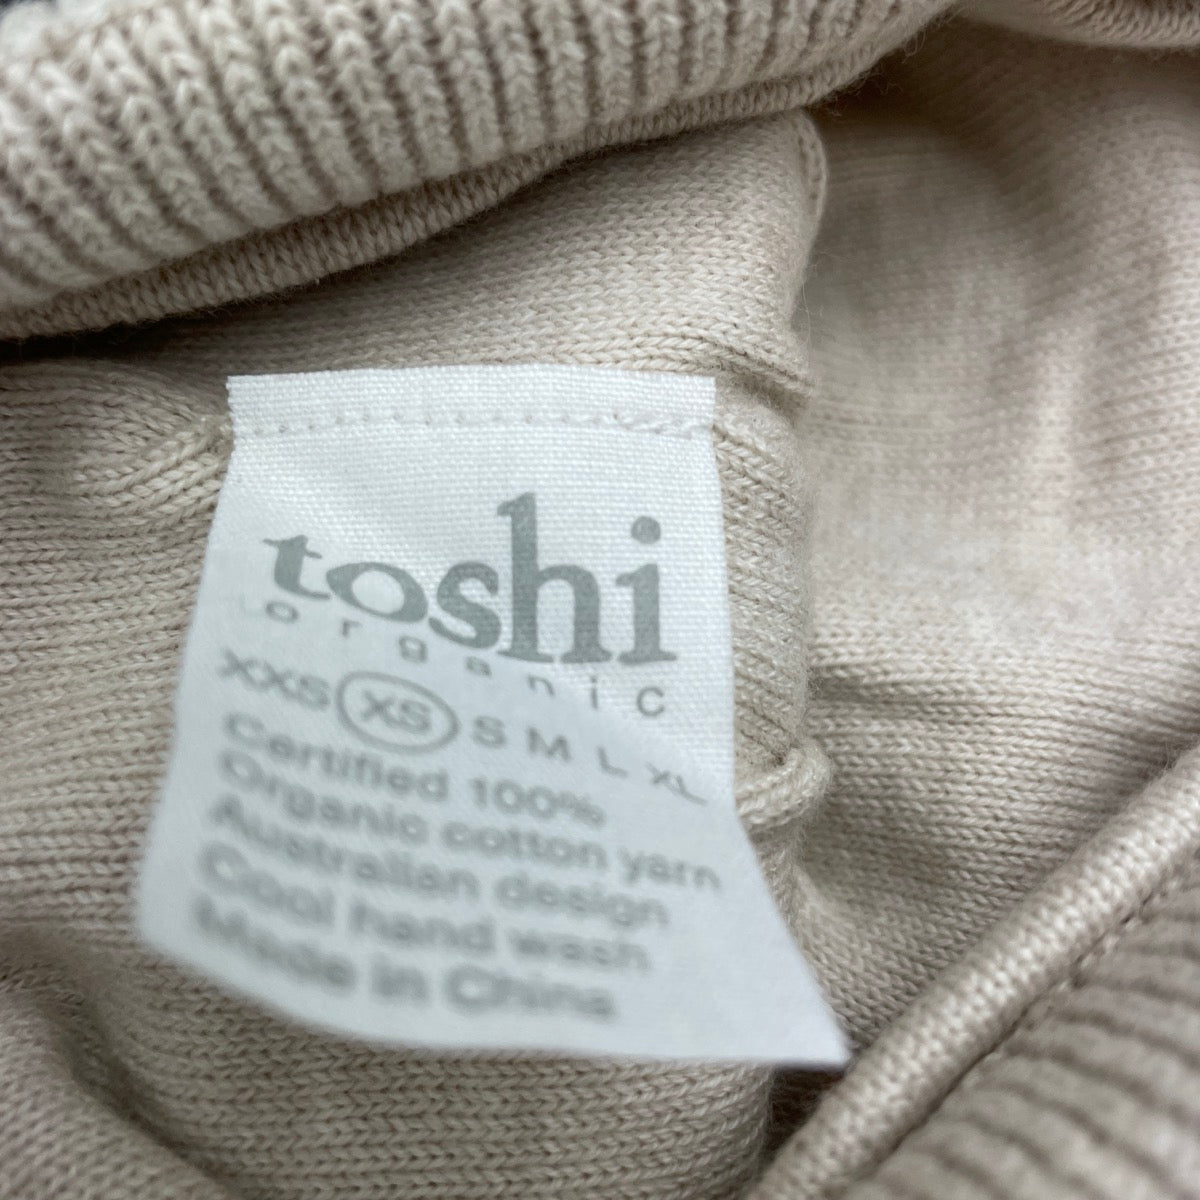 toshi
organic
XXS XS S M L XL
Certified 100%
Organic cotton yarn
Australian design
Cool hand wash
Made in China